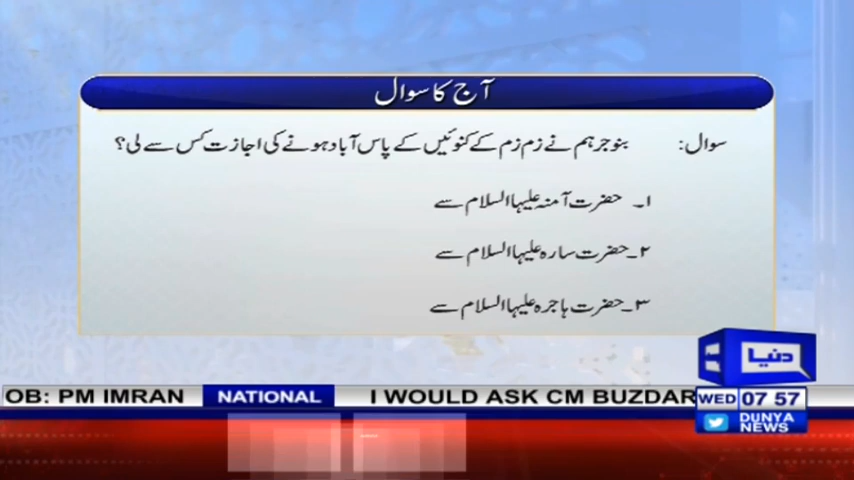 آج کا سوال
سوال: بنو جرہم نے زم زم کے کنوئیں کے پاس آباد ہونے کی اجازت کس سے لی؟
۱۔ حضرت آمنہ علیہا السلام سے
۲۔ حضرت سارہ علیہا السلام سے
۳۔ حضرت ہاجرہ علیہا السلام سے
دنیا
OB: PM IMRAN NATIONAL I WOULD ASK CM BUZDAR
WED 07 57
DUNYA NEWS